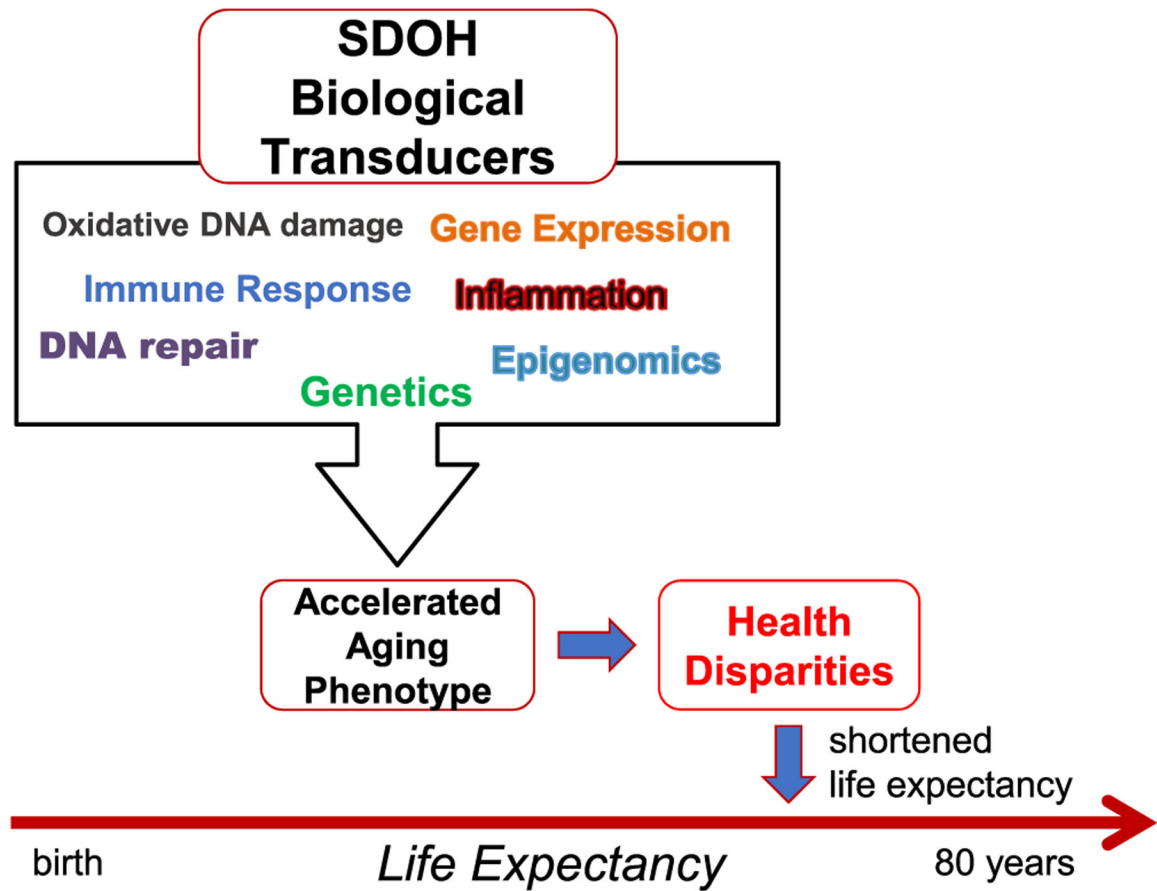 SDOH
Biological
Transducers
Oxidative DNA damage
Gene Expression
Immune Response
Inflammation
DNA repair
Epigenomics
Genetics
Accelerated
Aging
Phenotype
Health
Disparities
shortened
life expectancy
birth
Life Expectancy
80 years